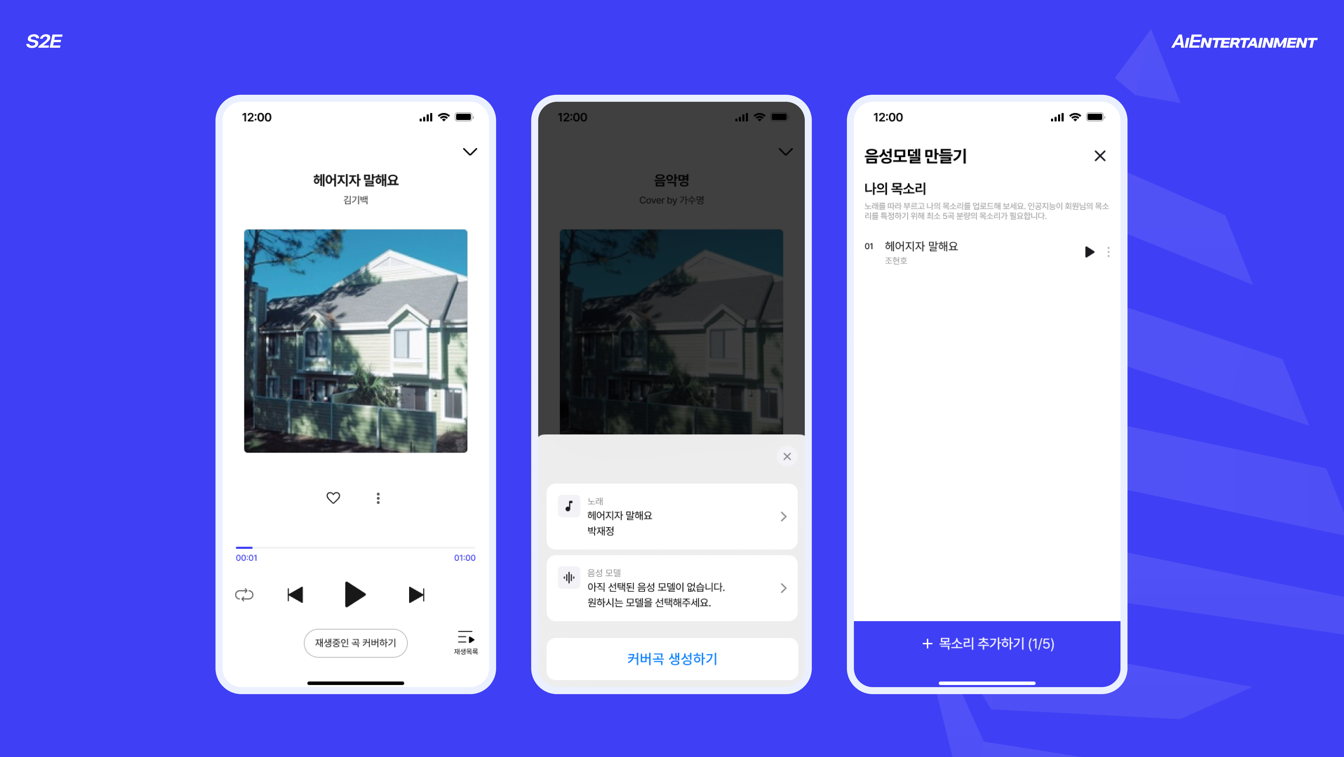 S2E
AIENTERTAINMENT
12:00
헤어지자 말해요
김기백
00:01
01:00
재생중인 곡 커버하기
재생목록
12:00
음악명
Cover by 가수명
노래
헤어지자 말해요
박재정
음성 모델
아직 선택된 음성 모델이 없습니다.
원하시는 모델을 선택해주세요.
커버곡 생성하기
12:00
음성모델 만들기
나의 목소리
노래를 따라 부르고 나의 목소리를 업로드해 보세요. 인공지능이 회원님의 목소
리를 특정하기 위해 최소 5곡 분량의 목소리가 필요합니다.
01 헤어지자 말해요
조현호
+ 목소리 추가하기 (1/5)